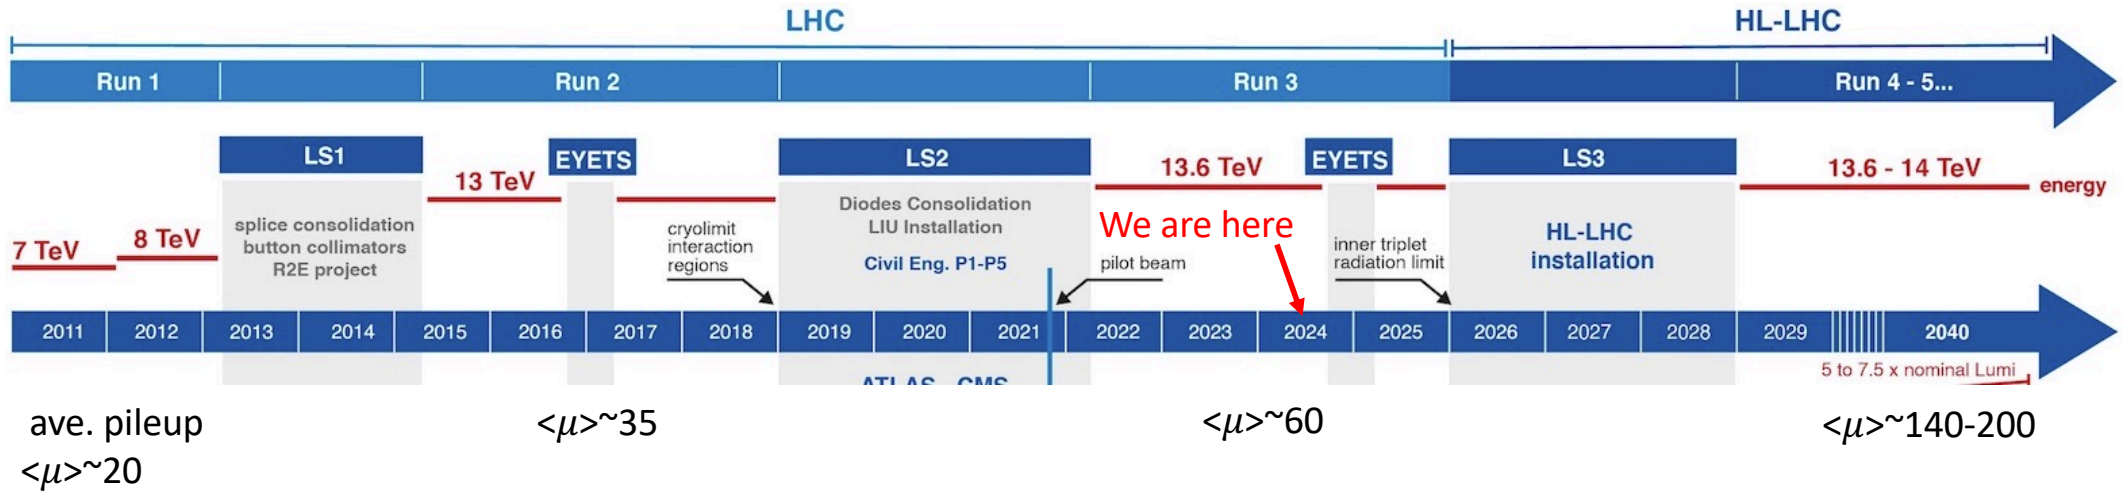 LHC
HL-LHC
Run 1
Run 2
Run 3
Run 4 - 5...
LS1
EYETS
LS2
EYETS
LS3
13 TeV
13.6 TeV
13.6 - 14 TeV
energy
7 TeV
8 TeV
splice consolidation
button collimators
R2E project
cryolimit
interaction
regions
Diodes Consolidation
LIU Installation
Civil Eng. P1-P5
We are here
pilot beam
inner triplet
radiation limit
HL-LHC
installation
2011 2012 2013 2014 2015 2016 2017 2018 2019 2020 2021 2022 2023 2024 2025 2026 2027 2028 2029 2040
ATLAS - CMS
5 to 7.5 x nominal Lumi
ave. pileup
<𝜇>~20
<𝜇>~35
<𝜇>~60
<𝜇>~140-200